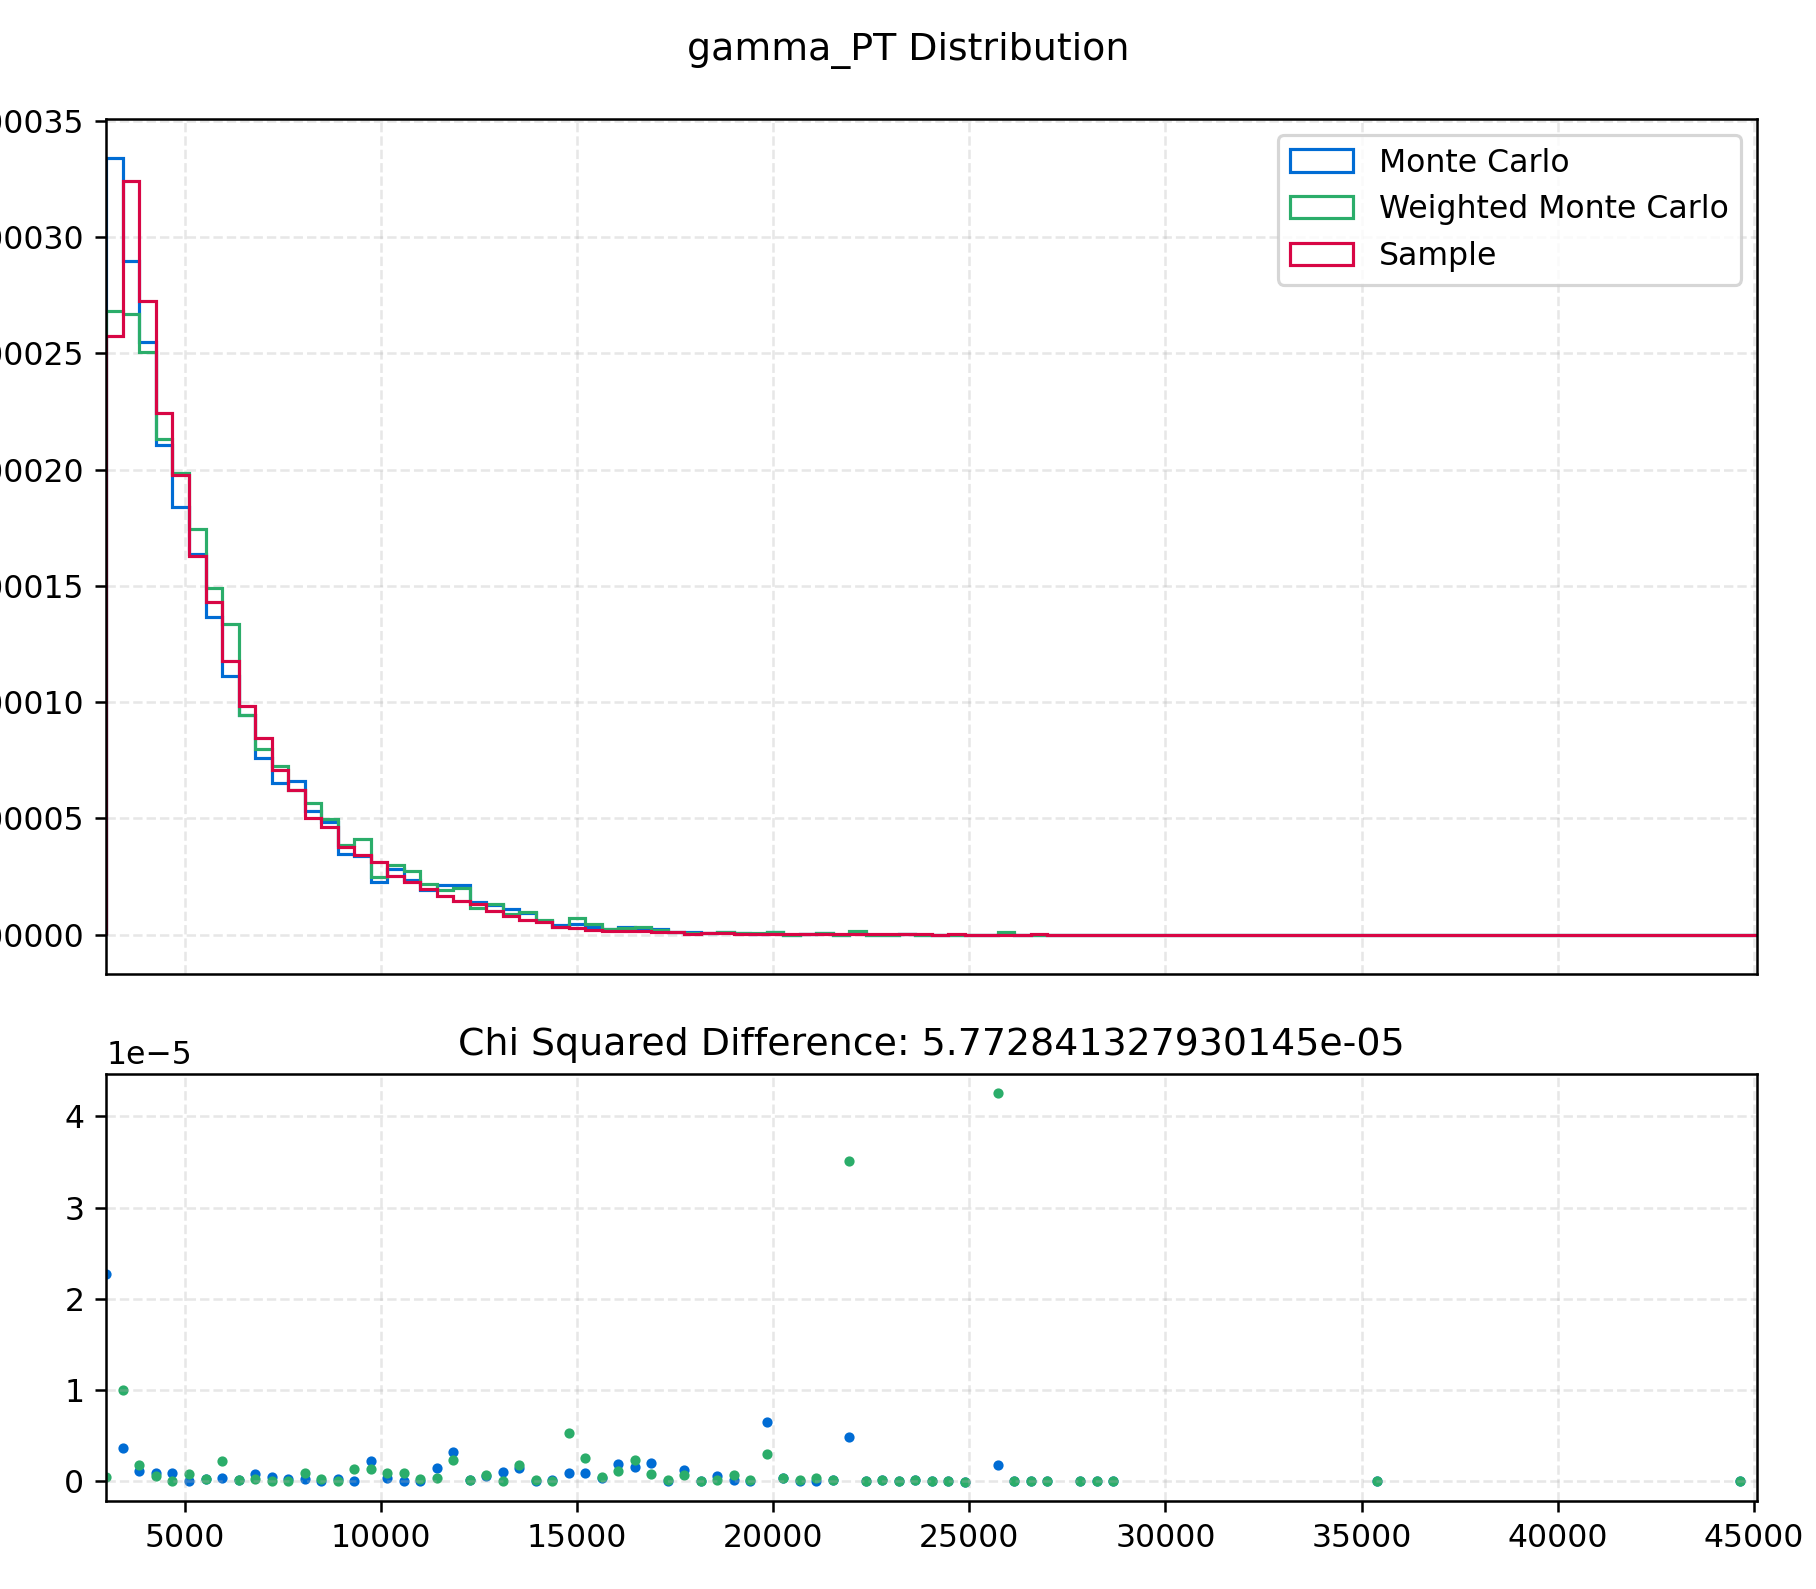 gamma_PT Distribution
00035
00030
00025
00020
00015
00010
00005
00000
Monte Carlo
Weighted Monte Carlo
Sample
Chi Squared Difference: 5.772841327930145e-05
1e−5
4
3
2
1
0
5000 10000 15000 20000 25000 30000 35000 40000 45000